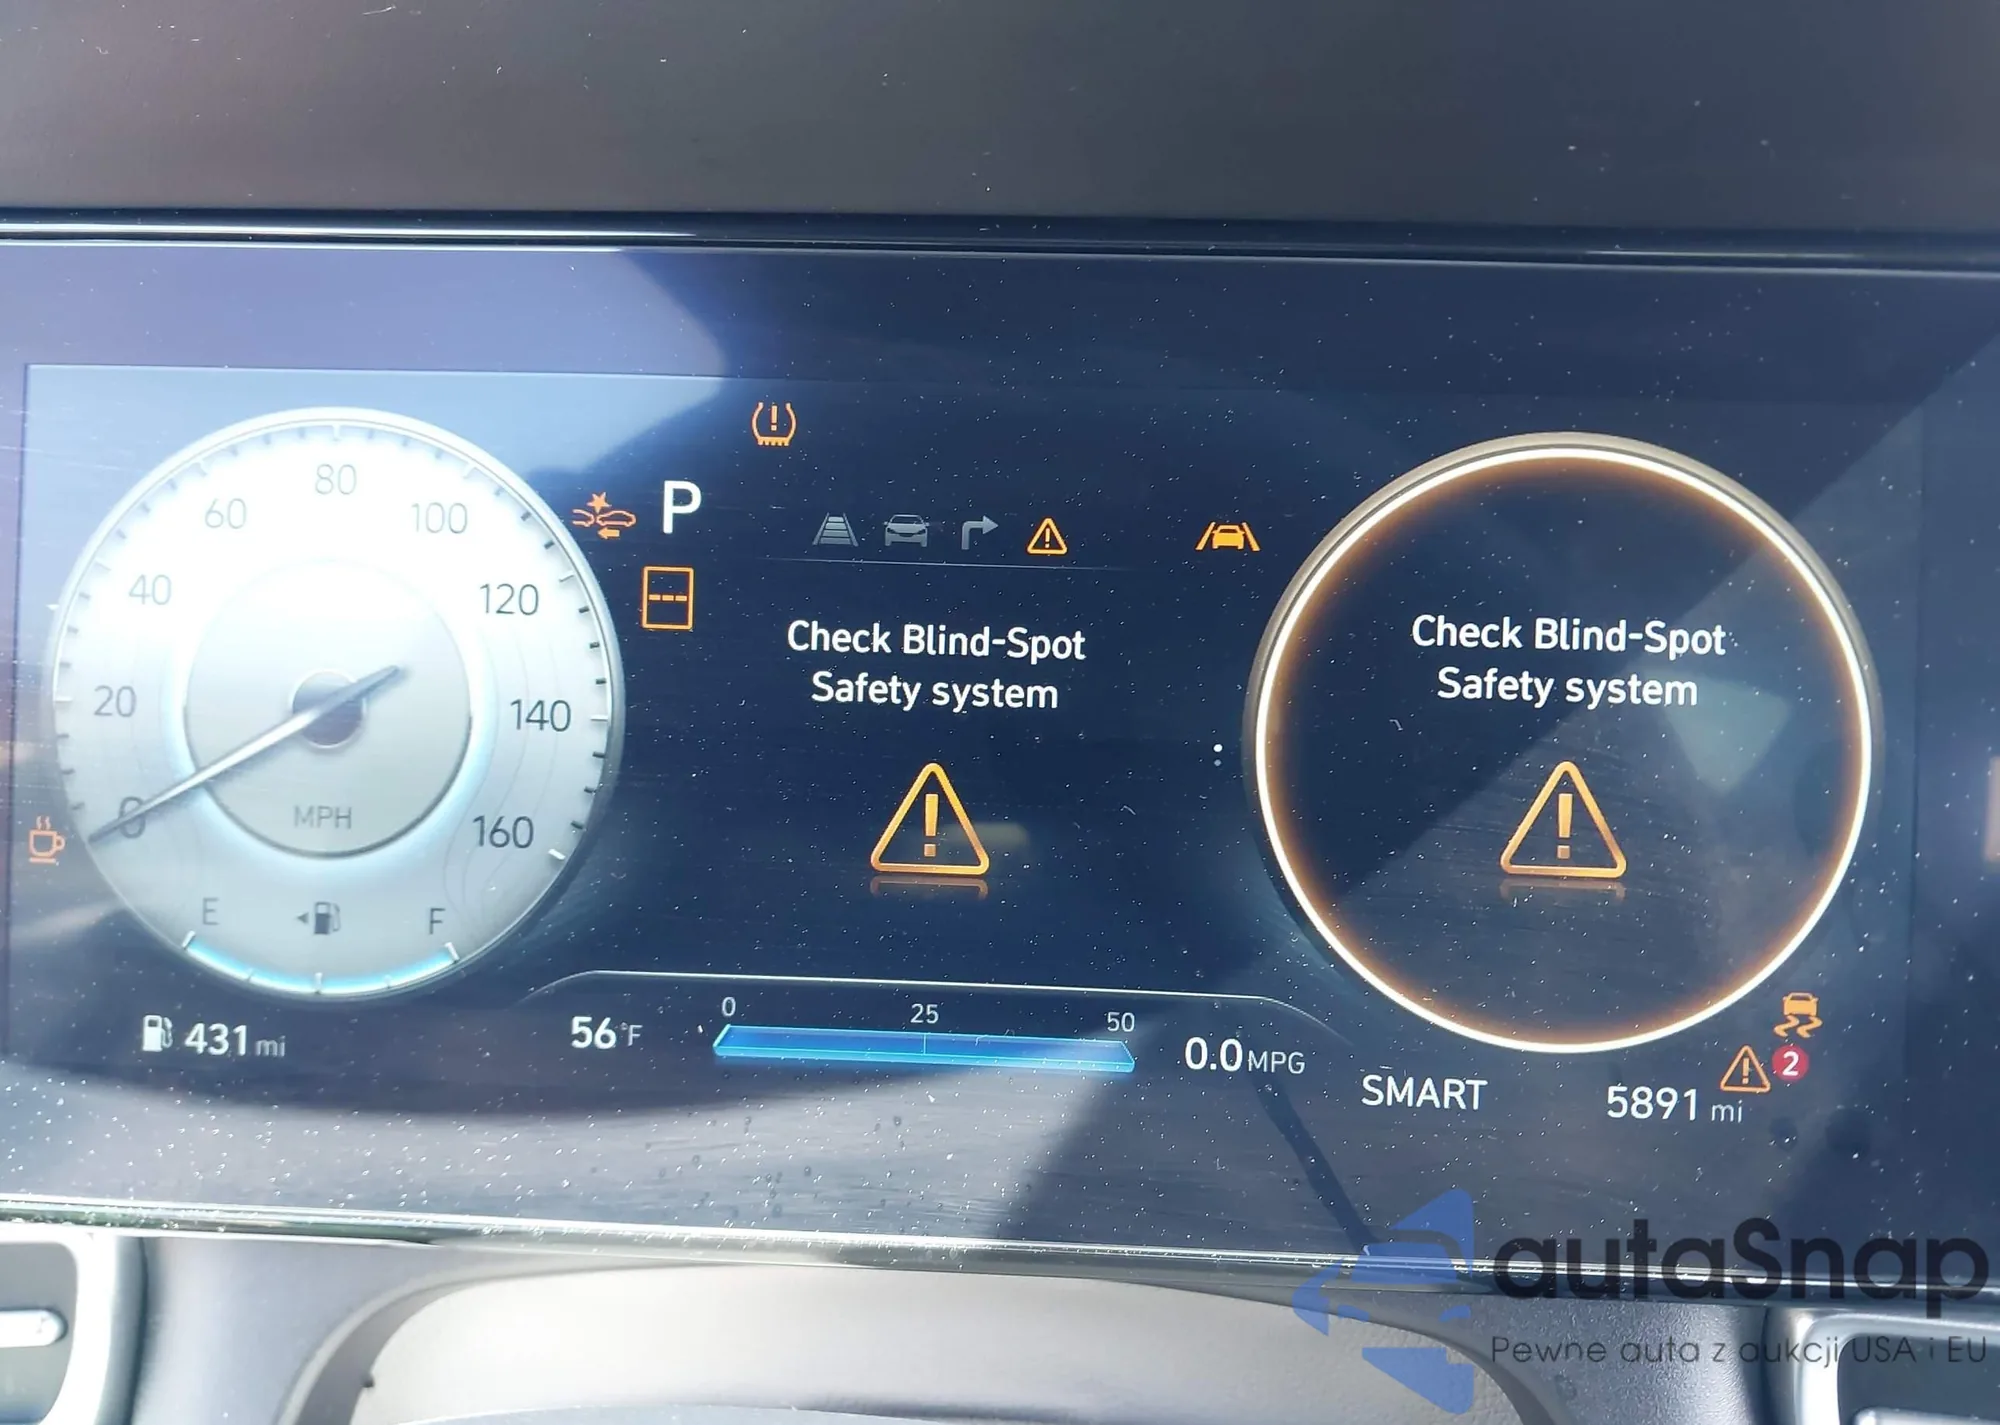 80
60
100
40
120
20
140
0
160
MPH
E
F
431 mi
P
Check Blind-Spot
Safety system
56°F
0
25
50
0.0 MPG
Check Blind-Spot
Safety system
SMART
2
5891 mi
autaSnap
Pewne auta z aukcji USA i EU